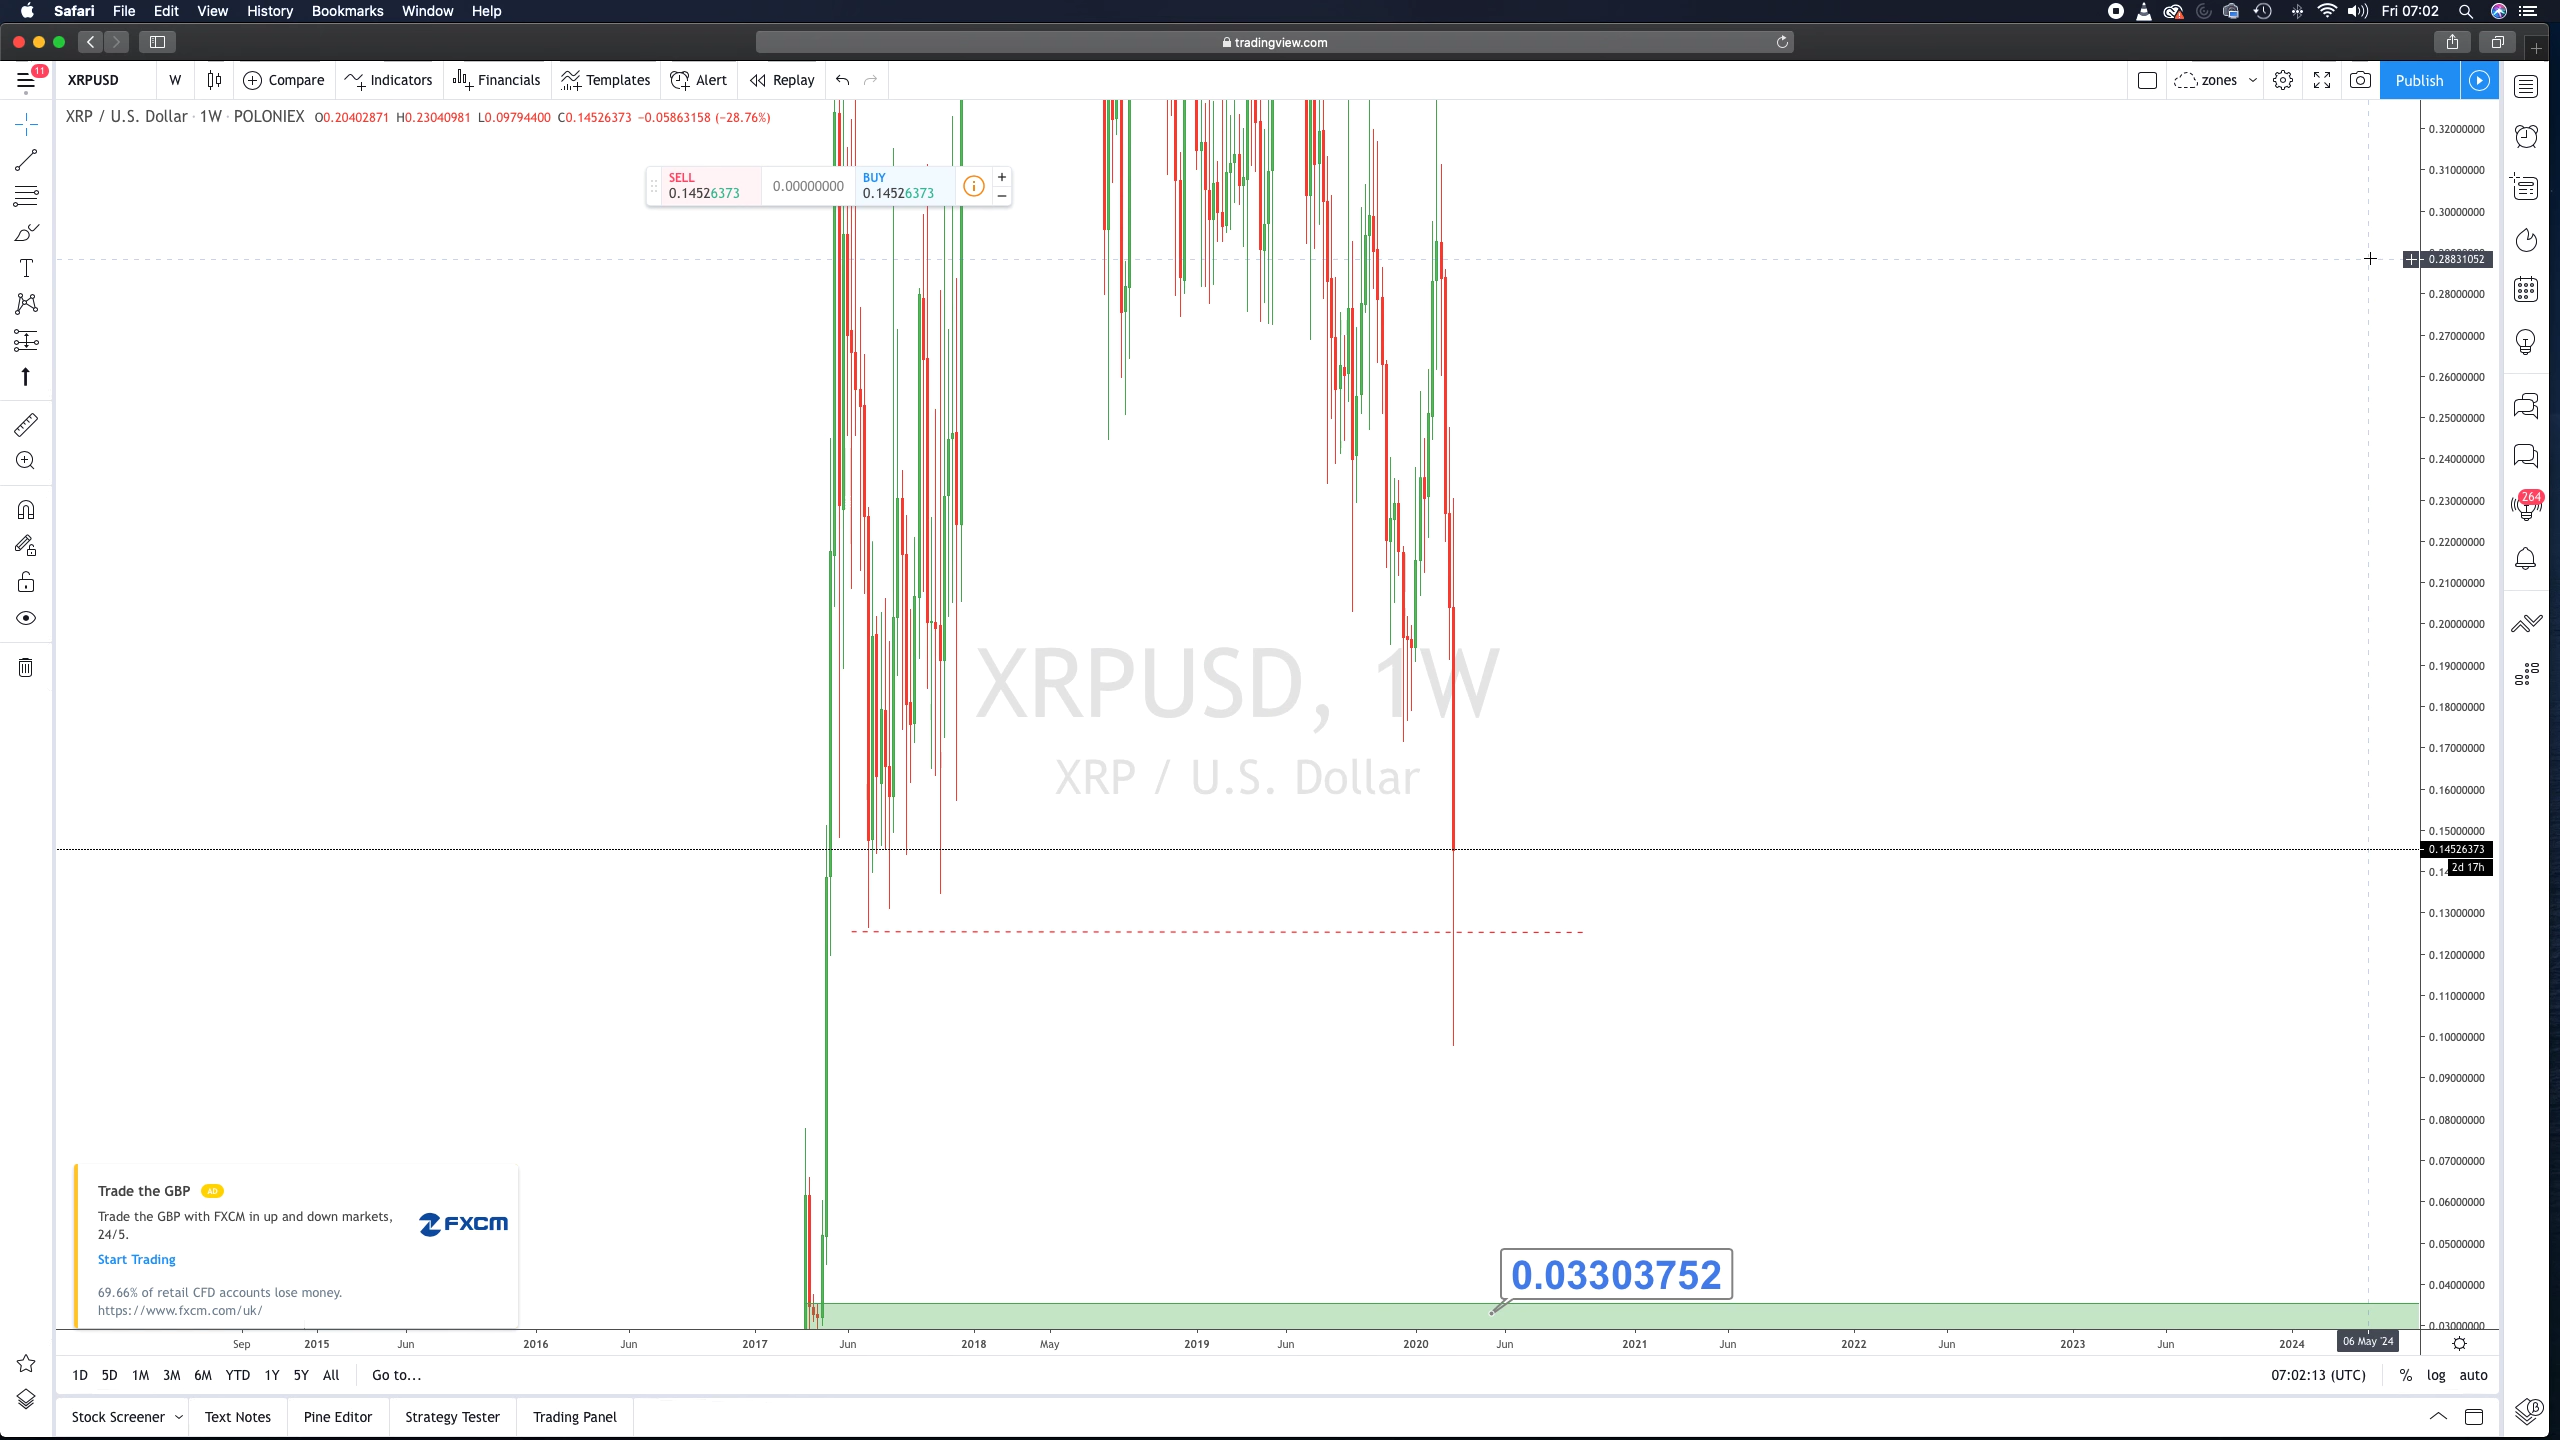 Safari File Edit View History Bookmarks Window Help
Fri 07:02
tradingview.com
11
XRPUSD W Compare Indicators Financials Templates Alert Replay
zones Publish
XRP / U.S. Dollar · 1W · POLONIEX O0.20402871 H0.23040981 L0.09794400 C0.14526373 −0.05863158 (−28.76%)
SELL
0.14526373
0.00000000
BUY
0.14526373
0.32000000
0.31000000
0.30000000
0.28831052
0.28000000
0.27000000
0.26000000
0.25000000
0.24000000
0.23000000
0.22000000
0.21000000
0.20000000
0.19000000
0.18000000
0.17000000
0.16000000
0.15000000
0.14526373
2d 17h
0.13000000
0.12000000
0.11000000
0.10000000
0.09000000
0.08000000
0.07000000
0.06000000
0.05000000
0.04000000
0.03000000
264
XRPUSD, 1W
XRP / U.S. Dollar
Trade the GBP AD
Trade the GBP with FXCM in up and down markets,
24/5.
FXCM
Start Trading
69.66% of retail CFD accounts lose money.
https://www.fxcm.com/uk/
0.03303752
Sep 2015 Jun 2016 Jun 2017 Jun 2018 May 2019 Jun 2020 Jun 2021 Jun 2022 Jun 2023 Jun 2024 06 May '24
1D 5D 1M 3M 6M YTD 1Y 5Y All Go to...
07:02:13 (UTC) % log auto
Stock Screener Text Notes Pine Editor Strategy Tester Trading Panel